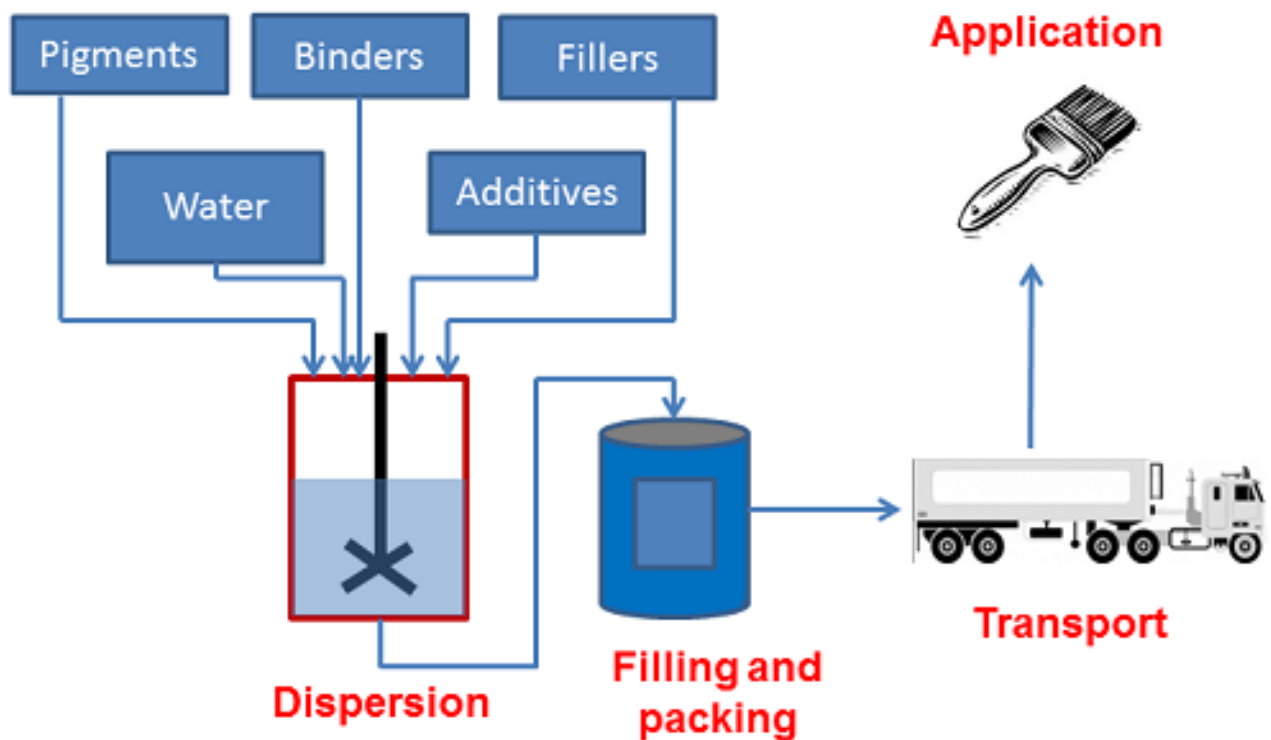 Pigments
Binders
Fillers
Application
Water
Additives
Dispersion
Filling and
packing
Transport